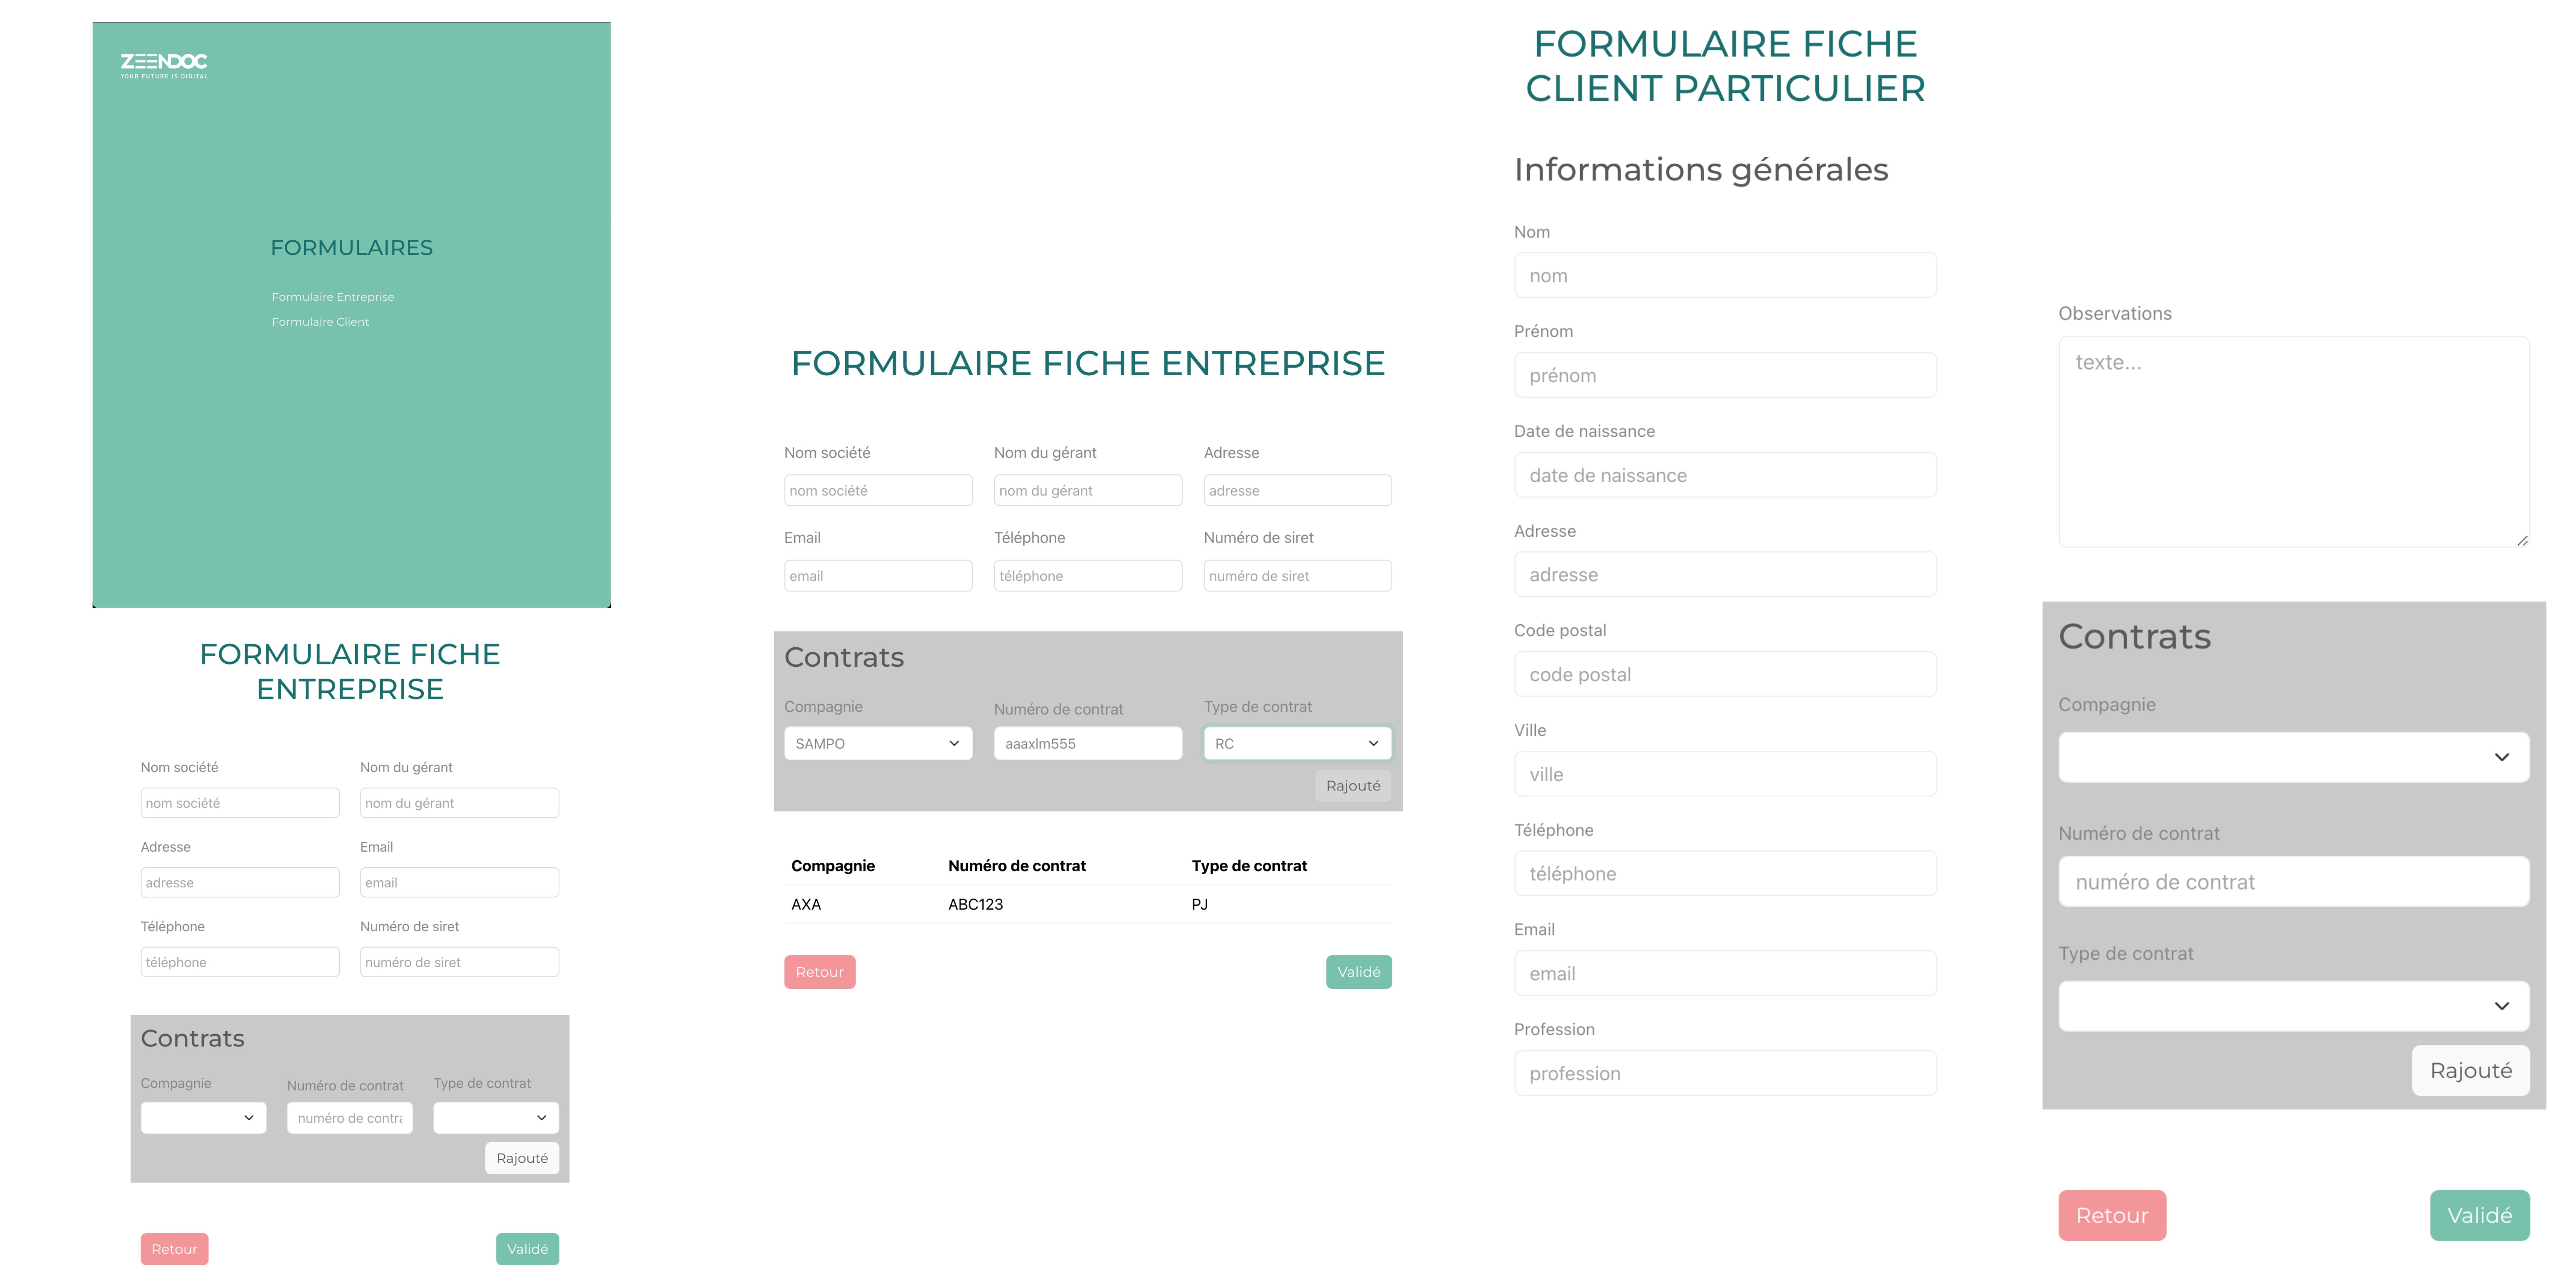 ZEENDOC
YOUR FUTURE IS DIGITAL
FORMULAIRES
Formulaire Entreprise
Formulaire Client
FORMULAIRE FICHE
ENTREPRISE
Nom société
Nom du gérant
nom société
nom du gérant
Adresse
Email
adresse
email
Téléphone
Numéro de siret
téléphone
numéro de siret
Contrats
Compagnie
Numéro de contrat
Type de contrat
numéro de contra
Rajouté
Retour
Validé
FORMULAIRE FICHE ENTREPRISE
Nom société
Nom du gérant
Adresse
nom société
nom du gérant
adresse
Email
Téléphone
Numéro de siret
email
téléphone
numéro de siret
Contrats
Compagnie
Numéro de contrat
Type de contrat
SAMPO
aaaxlm555
RC
Rajouté
Compagnie
Numéro de contrat
Type de contrat
AXA
ABC123
PJ
Retour
Validé
FORMULAIRE FICHE
CLIENT PARTICULIER
Informations générales
Nom
nom
Prénom
prénom
Date de naissance
date de naissance
Adresse
adresse
Code postal
code postal
Ville
ville
Téléphone
téléphone
Email
email
Profession
profession
Observations
texte...
Contrats
Compagnie
Numéro de contrat
numéro de contrat
Type de contrat
Rajouté
Retour
Validé